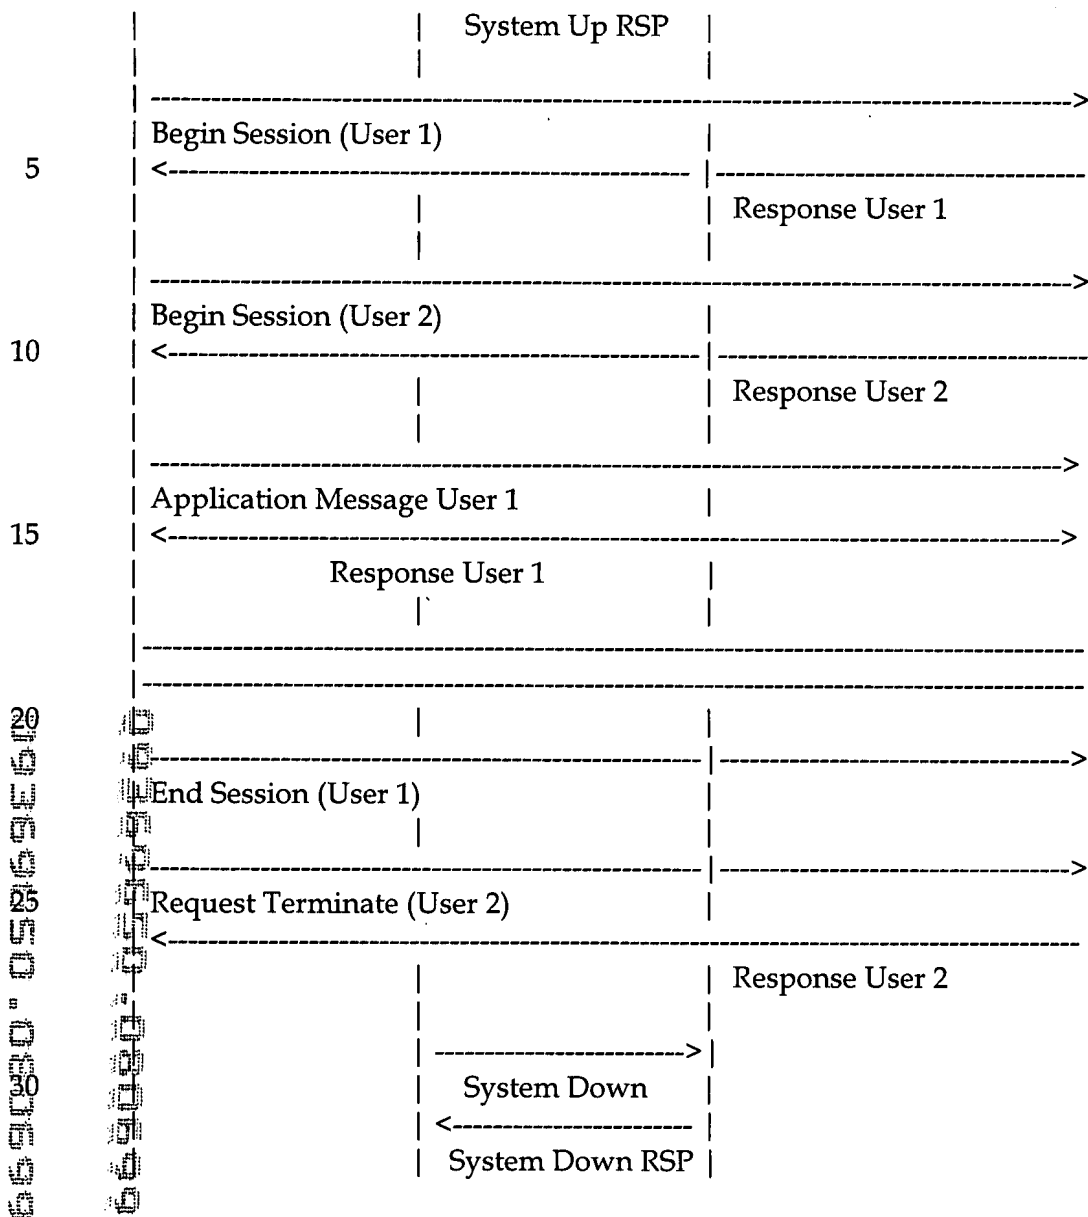 System Up RSP
Begin Session (User 1)
5
Response User 1
Begin Session (User 2)
10
Response User 2
Application Message User 1
15
Response User 1
20
End Session (User 1)
25 Request Terminate (User 2)
Response User 2
30 System Down
System Down RSP